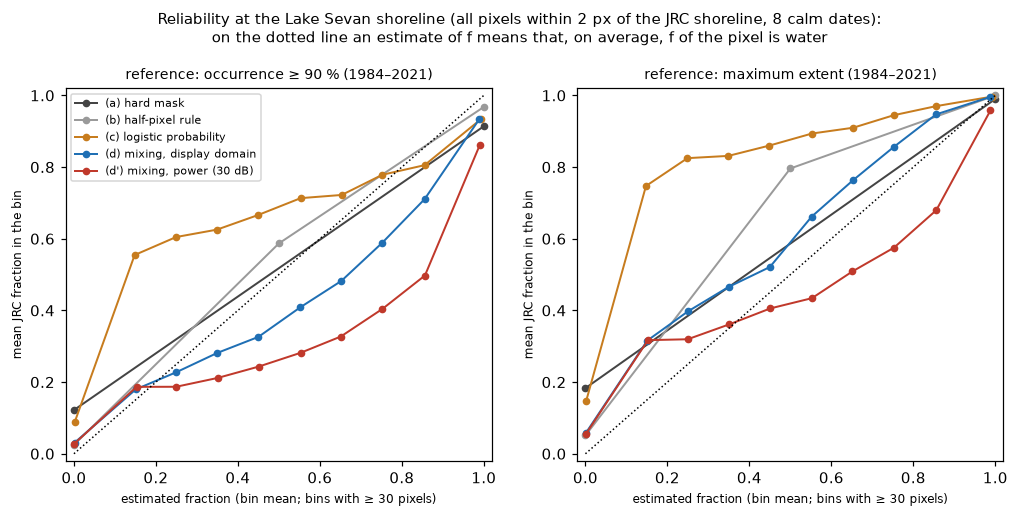 Reliability at the Lake Sevan shoreline (all pixels within 2 px of the JRC shoreline, 8 calm dates):
on the dotted line an estimate of f means that, on average, f of the pixel is water
reference: occurrence ≥ 90 % (1984–2021)
1.0
0.8
0.6
0.4
0.2
0.0
mean JRC fraction in the bin
(a) hard mask
(b) half-pixel rule
(c) logistic probability
(d) mixing, display domain
(d') mixing, power (30 dB)
0.0 0.2 0.4 0.6 0.8 1.0
estimated fraction (bin mean; bins with ≥ 30 pixels)
reference: maximum extent (1984–2021)
1.0
0.8
0.6
0.4
0.2
0.0
mean JRC fraction in the bin
0.0 0.2 0.4 0.6 0.8 1.0
estimated fraction (bin mean; bins with ≥ 30 pixels)